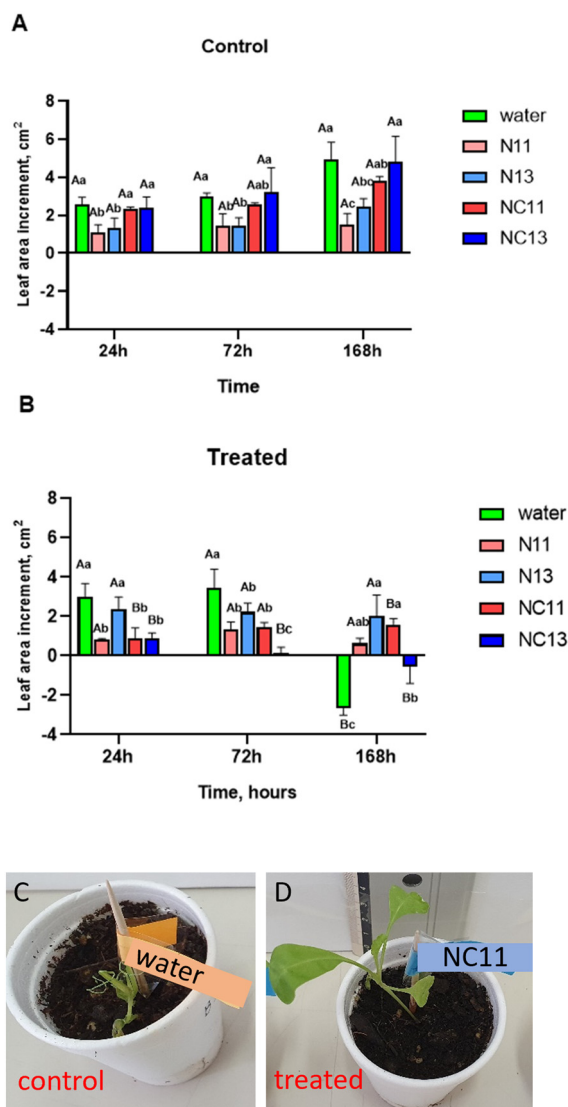 A
Control
Leaf area Increment, cm²
8
6
4
2
0
-2
-4
Aa
Ab
Ab
Aa
Aa
Aa
Ab
Ab
Aab
Aa
Aa
Ac
Abc
Aab
Aa
24h
72h
168h
Time
water
N11
N13
NC11
NC13
B
Treated
Leaf area increment, cm²
8
6
4
2
0
-2
-4
Aa
Ab
Aa
Bb
Bb
Aa
Ab
Ab
Ab
Bc
Bc
Aab
Aa
Ba
Bb
24h
72h
168h
Time, hours
water
N11
N13
NC11
NC13
C
water
control
D
NC11
treated